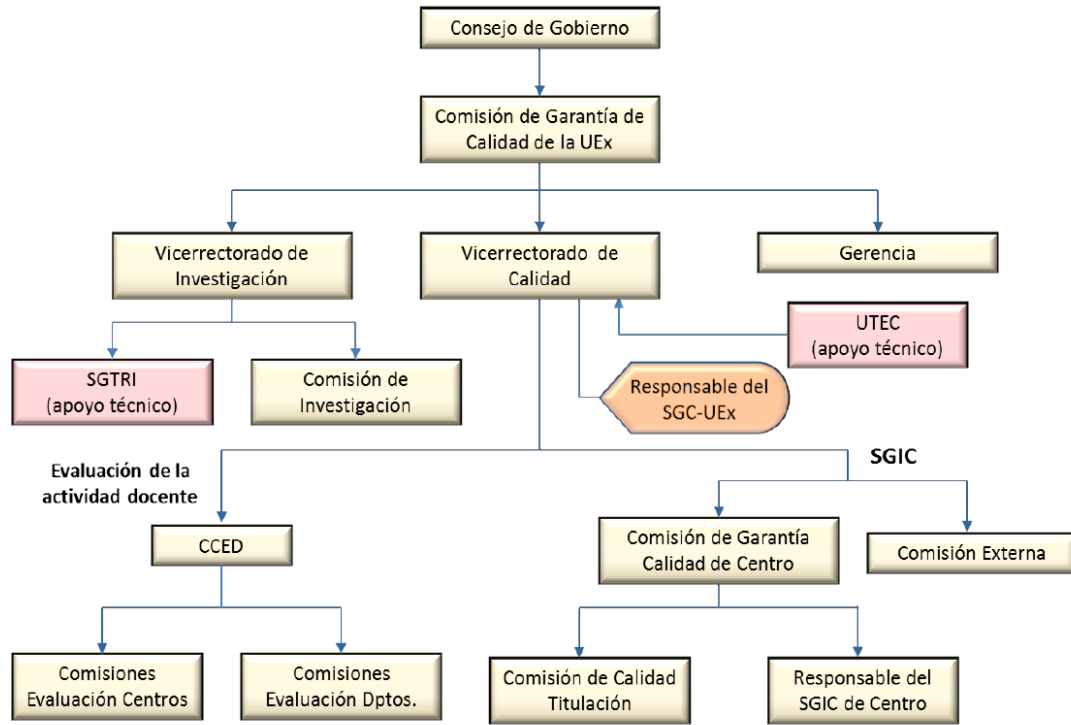 Consejo de Gobierno
Comisión de Garantía de
Calidad de la UEx
Vicerrectorado de
Investigación
Vicerrectorado de
Calidad
Gerencia
UTEC
(apoyo técnico)
SGTRI
(apoyo técnico)
Comisión de
Investigación
Responsable del
SGC-UEx
Evaluación de la
actividad docente
SGIC
CCED
Comisión de Garantía
Calidad de Centro
Comisión Externa
Comisiones
Evaluación Centros
Comisiones
Evaluación Dptos.
Comisión de Calidad
Titulación
Responsable del
SGIC de Centro